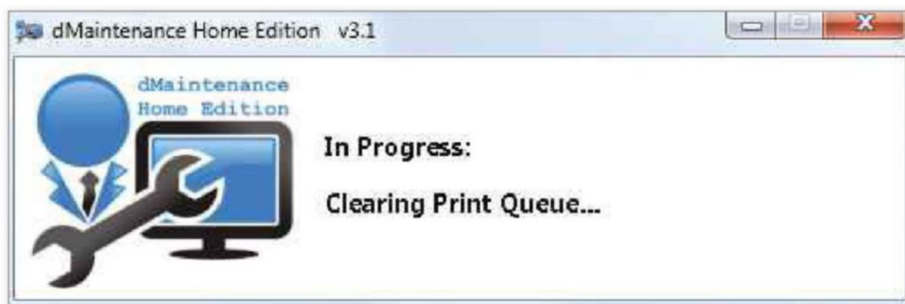 dMaintenance Home Edition v3.1
dMaintenance
Home Edition
In Progress:
Clearing Print Queue...